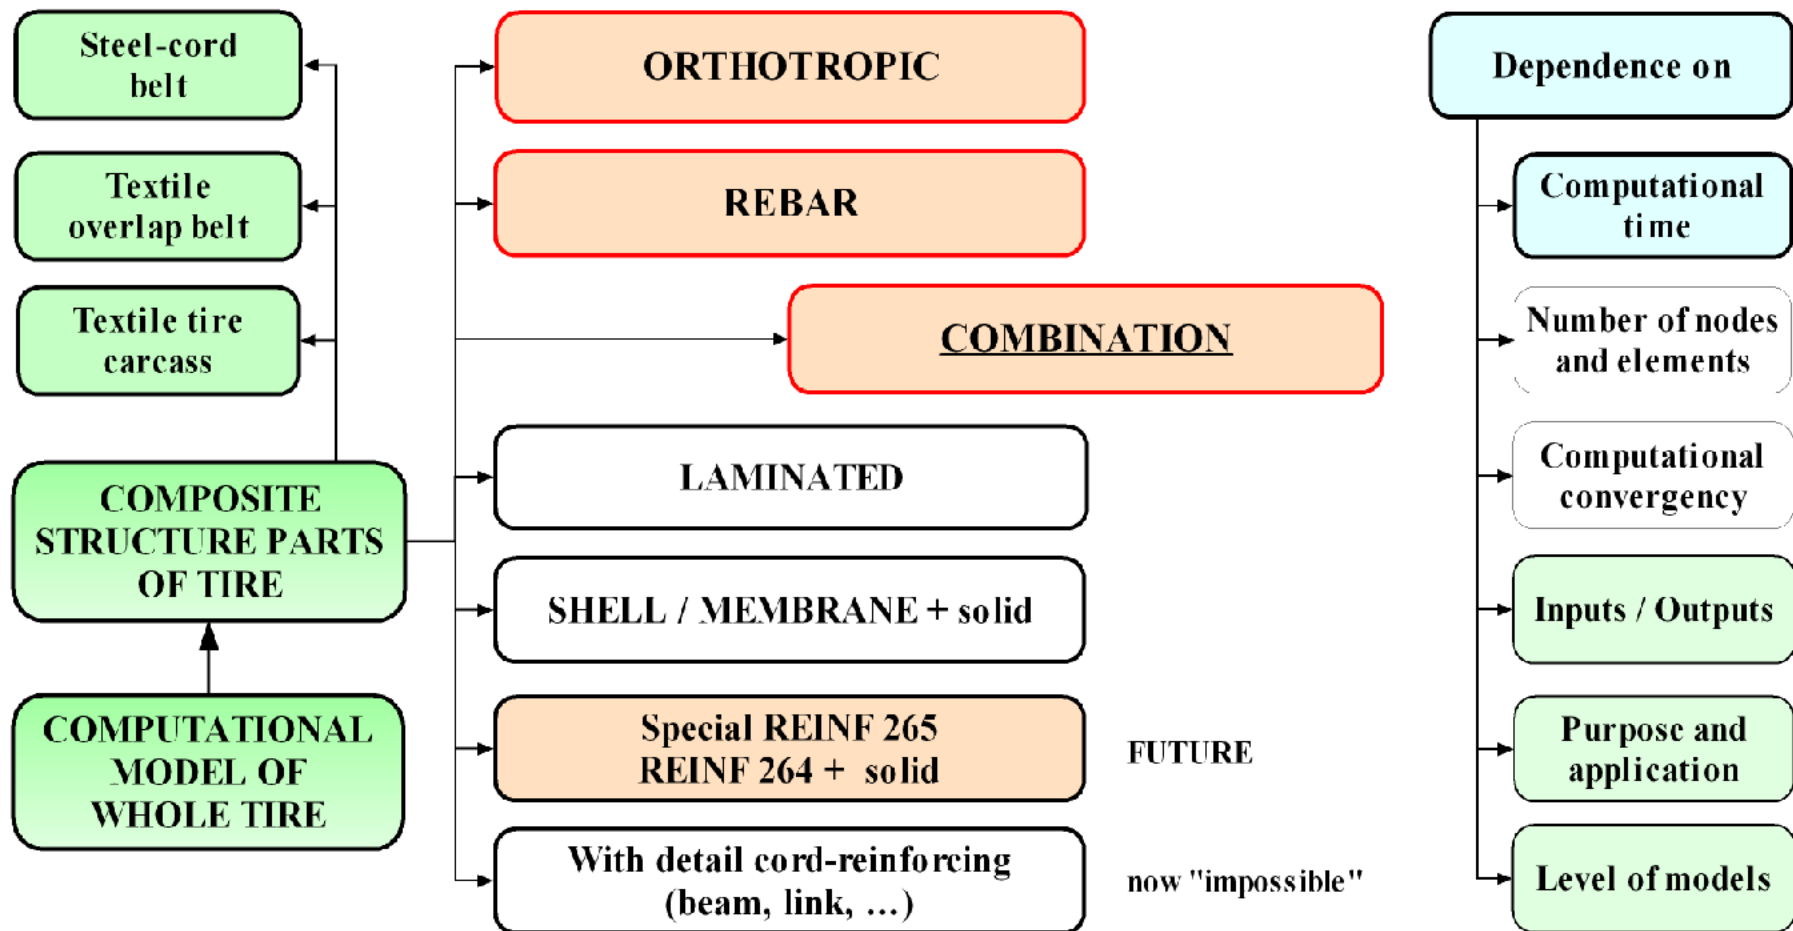 Steel-cord
belt
Textile
overlap belt
Textile tire
carcass
COMPOSITE
STRUCTURE PARTS
OF TIRE
COMPUTATIONAL
MODEL OF
WHOLE TIRE
ORTHOTROPIC
REBAR
COMBINATION
LAMINATED
SHELL / MEMBRANE + solid
Special REINF 265
REINF 264 + solid
FUTURE
With detail cord-reinforcing
(beam, link, ...)
now "impossible"
Dependence on
Computational
time
Number of nodes
and elements
Computational
convergency
Inputs / Outputs
Purpose and
application
Level of models